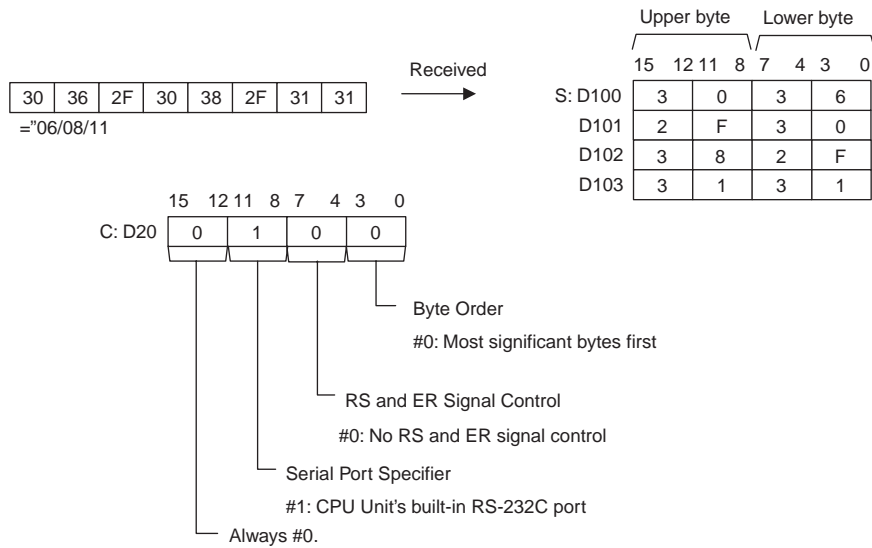 Upper byte Lower byte
15 12 11 8 7 4 3 0
Received
30 36 2F 30 38 2F 31 31
="06/08/11
S: D100 3 0 3 6
D101 2 F 3 0
D102 3 8 2 F
D103 3 1 3 1
15 12 11 8 7 4 3 0
C: D20 0 1 0 0
Byte Order
#0: Most significant bytes first
RS and ER Signal Control
#0: No RS and ER signal control
Serial Port Specifier
#1: CPU Unit's built-in RS-232C port
Always #0.